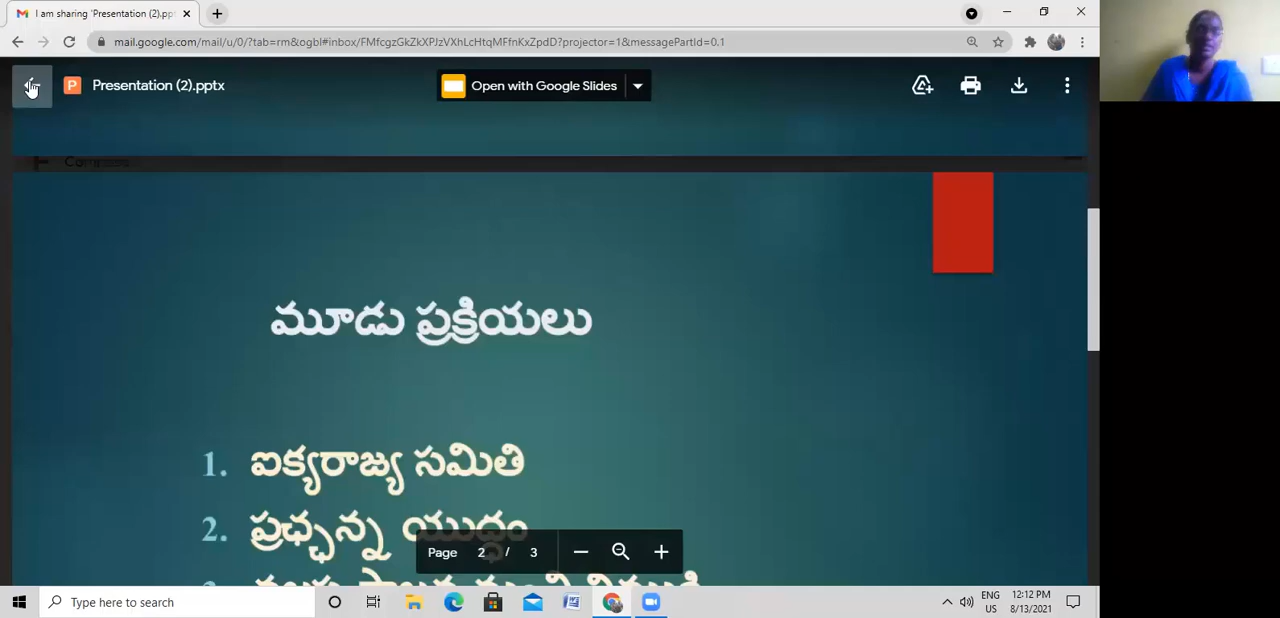 I am sharing 'Presentation (2).ppt
mail.google.com/mail/u/0/?tab=rm&ogbl#inbox/FMfcgzGkZkXPJzVXhLcHtqMFfnKxZpdD?projector=1&messagePartId=0.1
P Presentation (2).pptx Open with Google Slides
మూడు ప్రక్రియలు
1. ఐక్యరాజ్య సమితి
2. ప్రఛ్ఛన్న యుద్ధం
Page 2 / 3
Type here to search
ENG 12:12 PM
US 8/13/2021